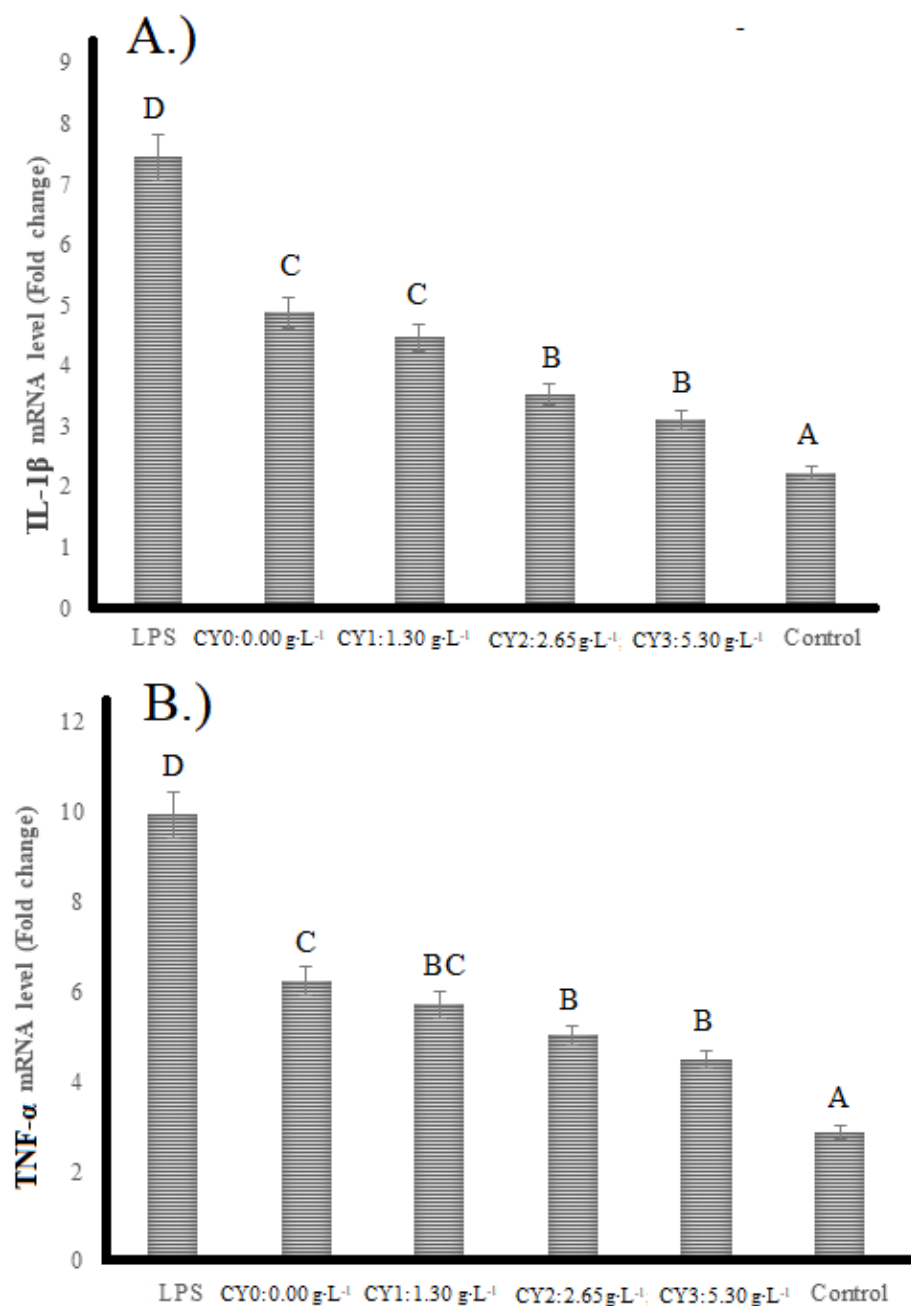 A.)
-
IL-1β mRNA level (Fold change)
9
8
7
6
5
4
3
2
1
0
D
C
C
B
B
A
LPS CY0:0.00 g·L⁻¹ CY1:1.30 g·L⁻¹ CY2:2.65g·L⁻¹; CY3:5.30 g·L⁻¹ Control
B.)
TNF-α mRNA level (Fold change)
12
10
8
6
4
2
0
D
C
BC
B
B
A
LPS CY0:0.00 g·L⁻¹ CY1:1.30 g·L⁻¹ CY2:2.65g·L⁻¹; CY3:5.30 g·L⁻¹ Control